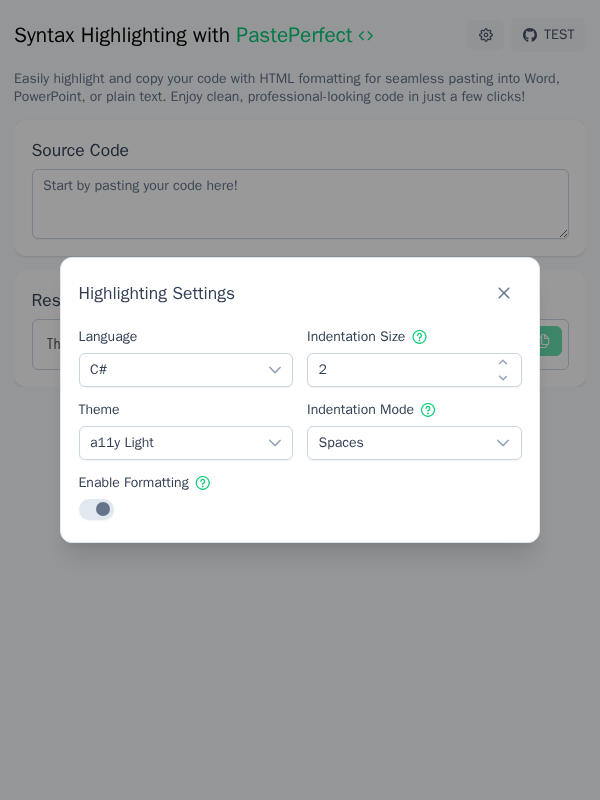 Syntax Highlighting with PastePerfect <>
TEST
Easily highlight and copy your code with HTML formatting for seamless pasting into Word,
PowerPoint, or plain text. Enjoy clean, professional-looking code in just a few clicks!
Source Code
Start by pasting your code here!
Res
Th
Highlighting Settings
Language
Indentation Size
C#
2
Theme
Indentation Mode
a11y Light
Spaces
Enable Formatting